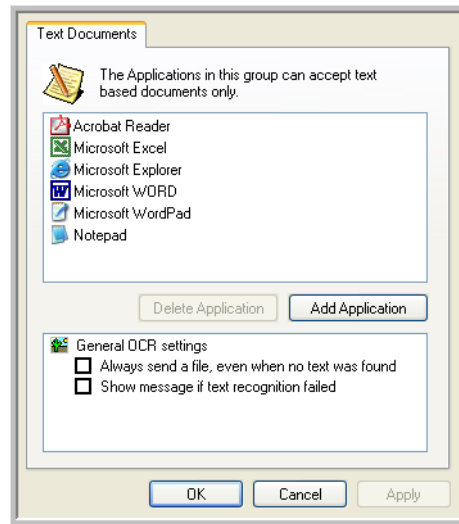 Text Documents
The Applications in this group can accept text
based documents only.
Acrobat Reader
Microsoft Excel
Microsoft Explorer
Microsoft WORD
Microsoft WordPad
Notepad
Delete Application Add Application
General OCR settings
Always send a file, even when no text was found
Show message if text recognition failed
OK Cancel Apply